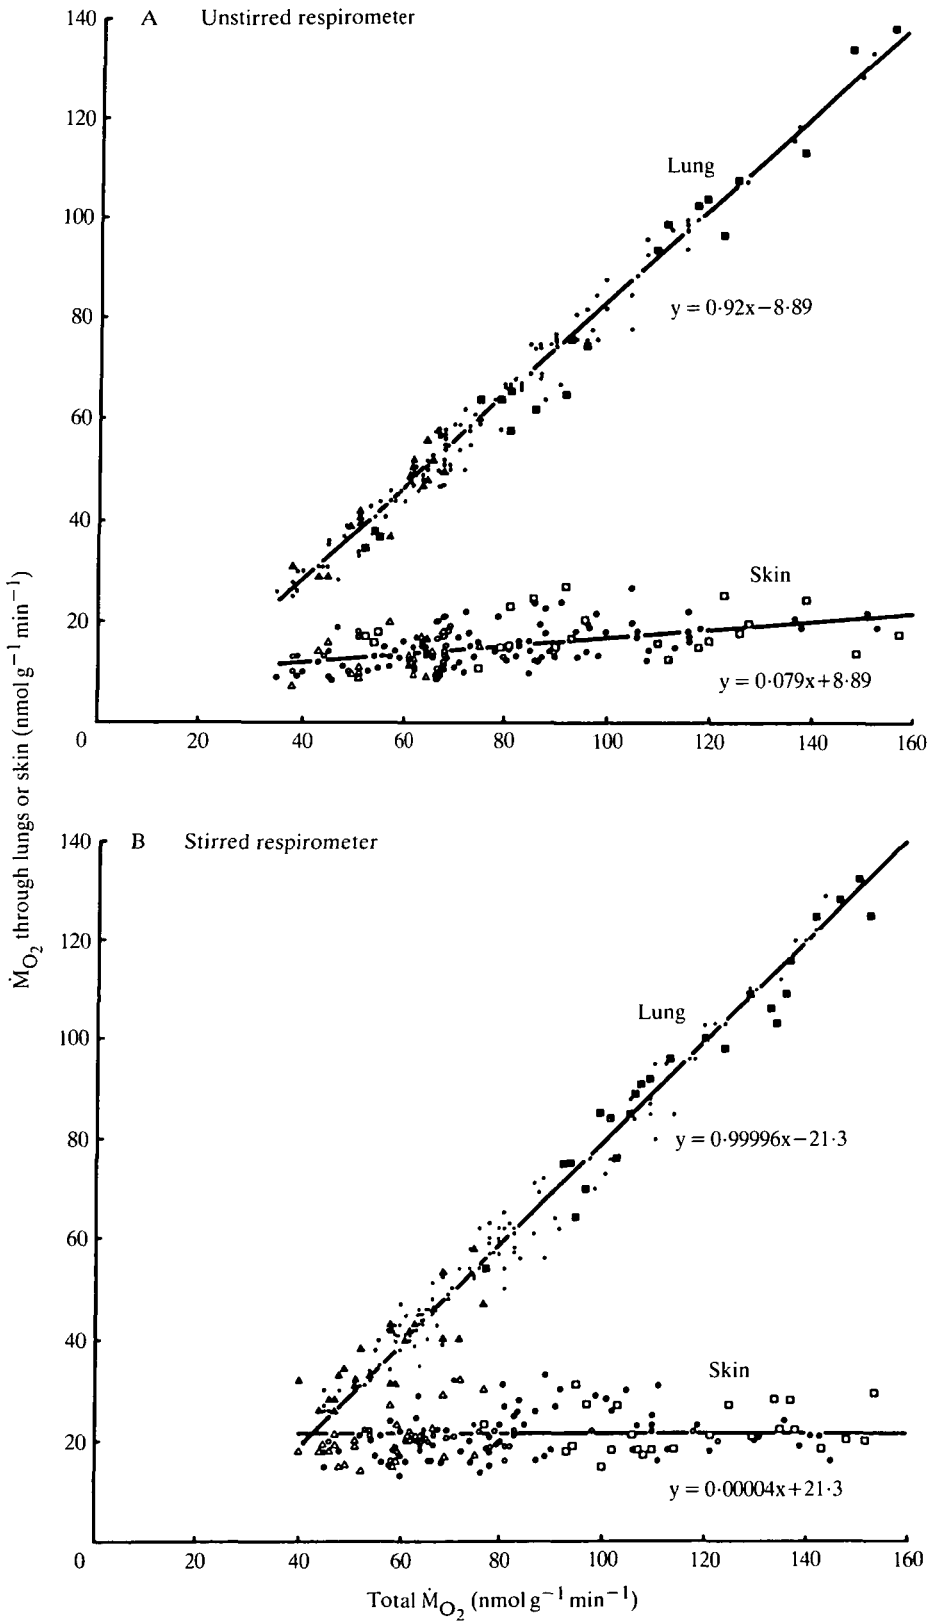 140
A Unstirred respirometer
120
Lung
100
80
y = 0·92x−8·89
60
40
Skin
20
y = 0·079x+8·89
0 20 40 60 80 100 120 140 160
ṀO2 through lungs or skin (nmol g−1 min−1)
140
B Stirred respirometer
120
Lung
100
80
y = 0·99996x−21·3
60
40
Skin
20
y = 0·00004x+21·3
0 20 40 60 80 100 120 140 160
Total ṀO2 (nmol g−1 min−1)